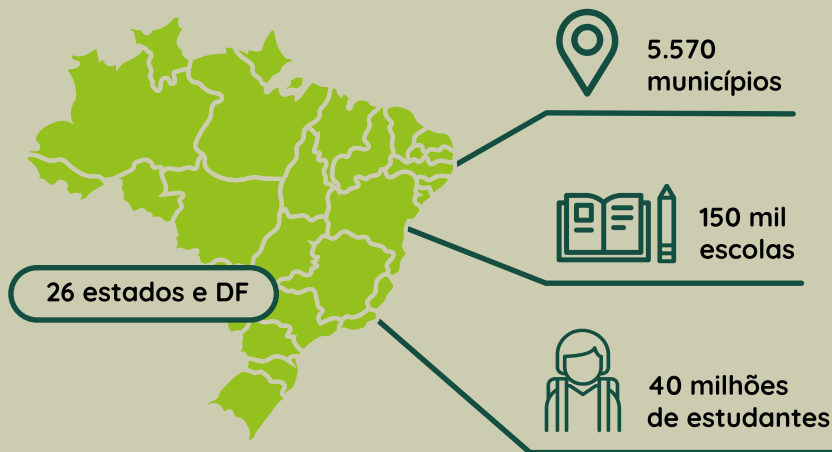 5.570
municípios
150 mil
escolas
26 estados e DF
40 milhões
de estudantes